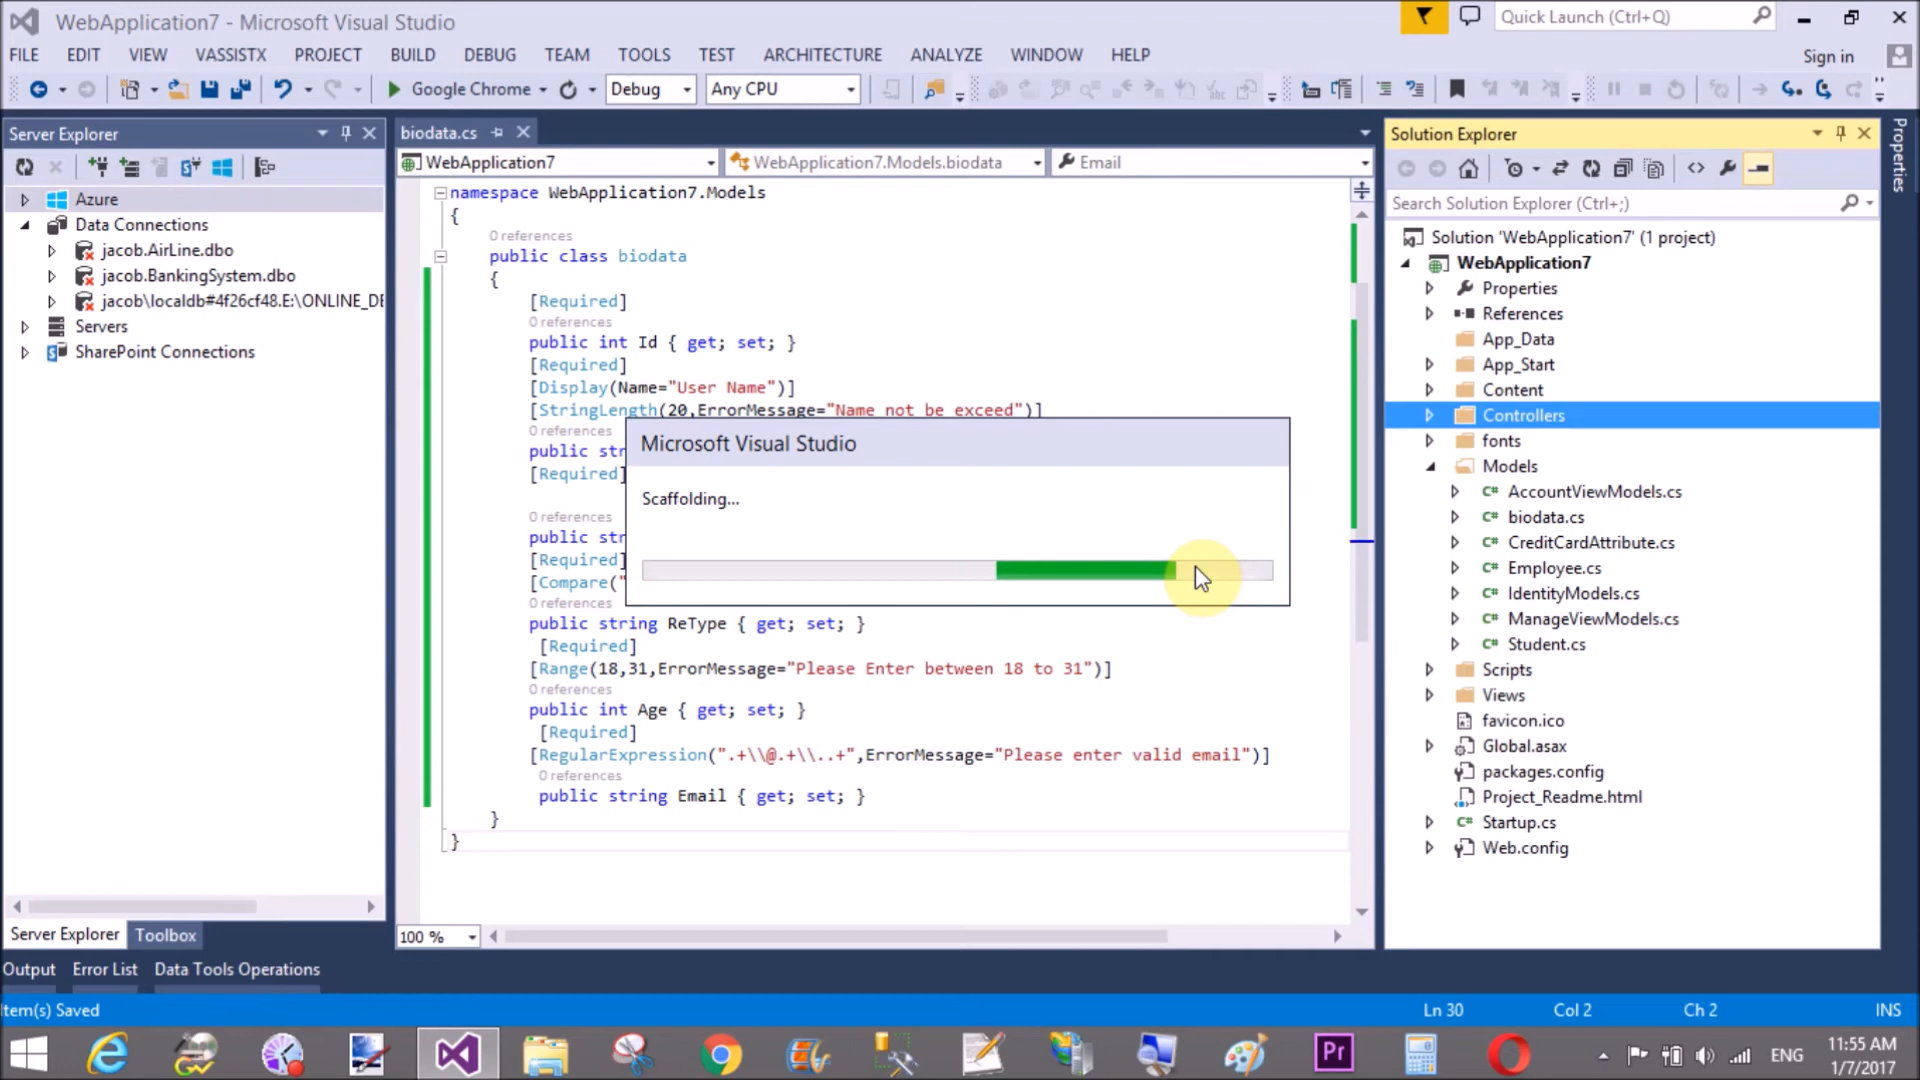 WebApplication7 - Microsoft Visual Studio
Quick Launch (Ctrl+Q)
FILE EDIT VIEW VASSISTX PROJECT BUILD DEBUG TEAM TOOLS TEST ARCHITECTURE ANALYZE WINDOW HELP
Sign in
Google Chrome Debug Any CPU
Server Explorer
Azure
Data Connections
jacob.AirLine.dbo
jacob.BankingSystem.dbo
jacob\localdb#4f26cf48.E:\ONLINE_DE
Servers
SharePoint Connections
Server Explorer Toolbox
biodata.cs
WebApplication7 WebApplication7.Models.biodata Email
namespace WebApplication7.Models
{
0 references
public class biodata
{
[Required]
0 references
public int Id { get; set; }
[Required]
[Display(Name="User Name")]
[StringLength(20,ErrorMessage="Name not be exceed")]
0 references
public str
[Required]
0 references
public str
[Required]
[Compare("
0 references
public string ReType { get; set; }
[Required]
[Range(18,31,ErrorMessage="Please Enter between 18 to 31")]
0 references
public int Age { get; set; }
[Required]
[RegularExpression(".+\\@.+\\..+",ErrorMessage="Please enter valid email")]
0 references
public string Email { get; set; }
}
}
100 %
Microsoft Visual Studio
Scaffolding...
Solution Explorer
Search Solution Explorer (Ctrl+;)
Solution 'WebApplication7' (1 project)
WebApplication7
Properties
References
App_Data
App_Start
Content
Controllers
fonts
Models
C# AccountViewModels.cs
C# biodata.cs
C# CreditCardAttribute.cs
C# Employee.cs
C# IdentityModels.cs
C# ManageViewModels.cs
C# Student.cs
Scripts
Views
favicon.ico
Global.asax
packages.config
Project_Readme.html
C# Startup.cs
Web.config
Properties
Output Error List Data Tools Operations
Item(s) Saved
Ln 30 Col 2 Ch 2 INS
Pr
ENG
11:55 AM
1/7/2017